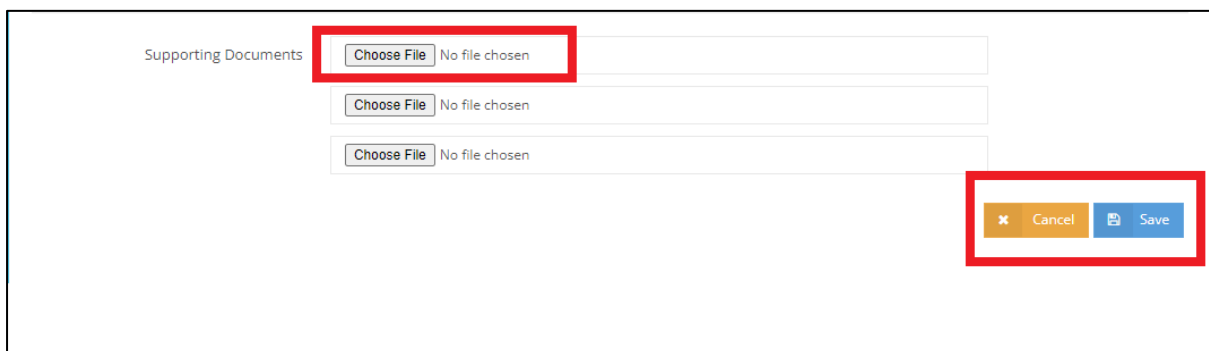 Supporting Documents Choose File No file chosen
Choose File No file chosen
Choose File No file chosen
Cancel Save